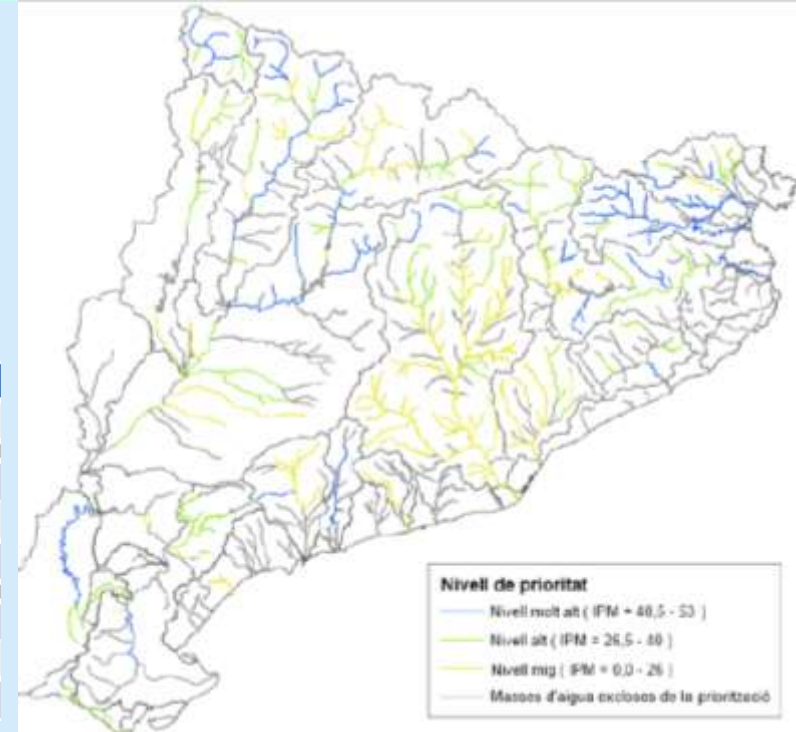 Nivell de prioritat
Nivell molt alt ( IPM = 40,5 - 53 )
Nivell alt ( IPM = 26,5 - 40 )
Nivell mig ( IPM = 0,0 - 26 )
Masses d'aigua excloses de la priorització